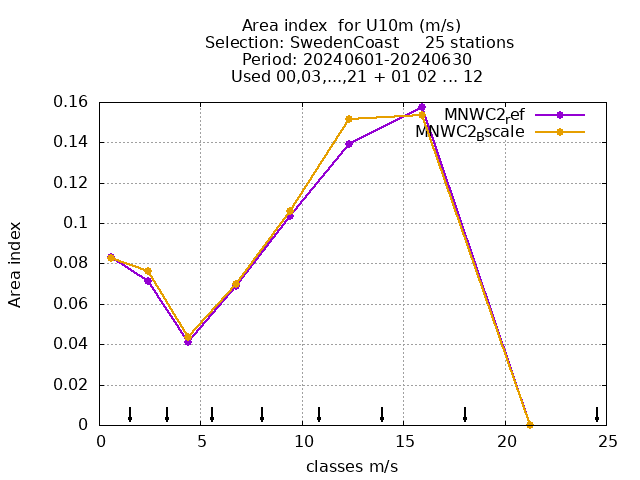 Area index  for U10m (m/s)
Selection: SwedenCoast     25 stations
Period: 20240601-20240630
Used 00,03,...,21 + 01 02 ... 12
MNWC2ref
MNWC2Bscale
0.16
0.14
0.12
0.1
0.08
0.06
0.04
0.02
0
Area index
0 5 10 15 20 25
classes m/s